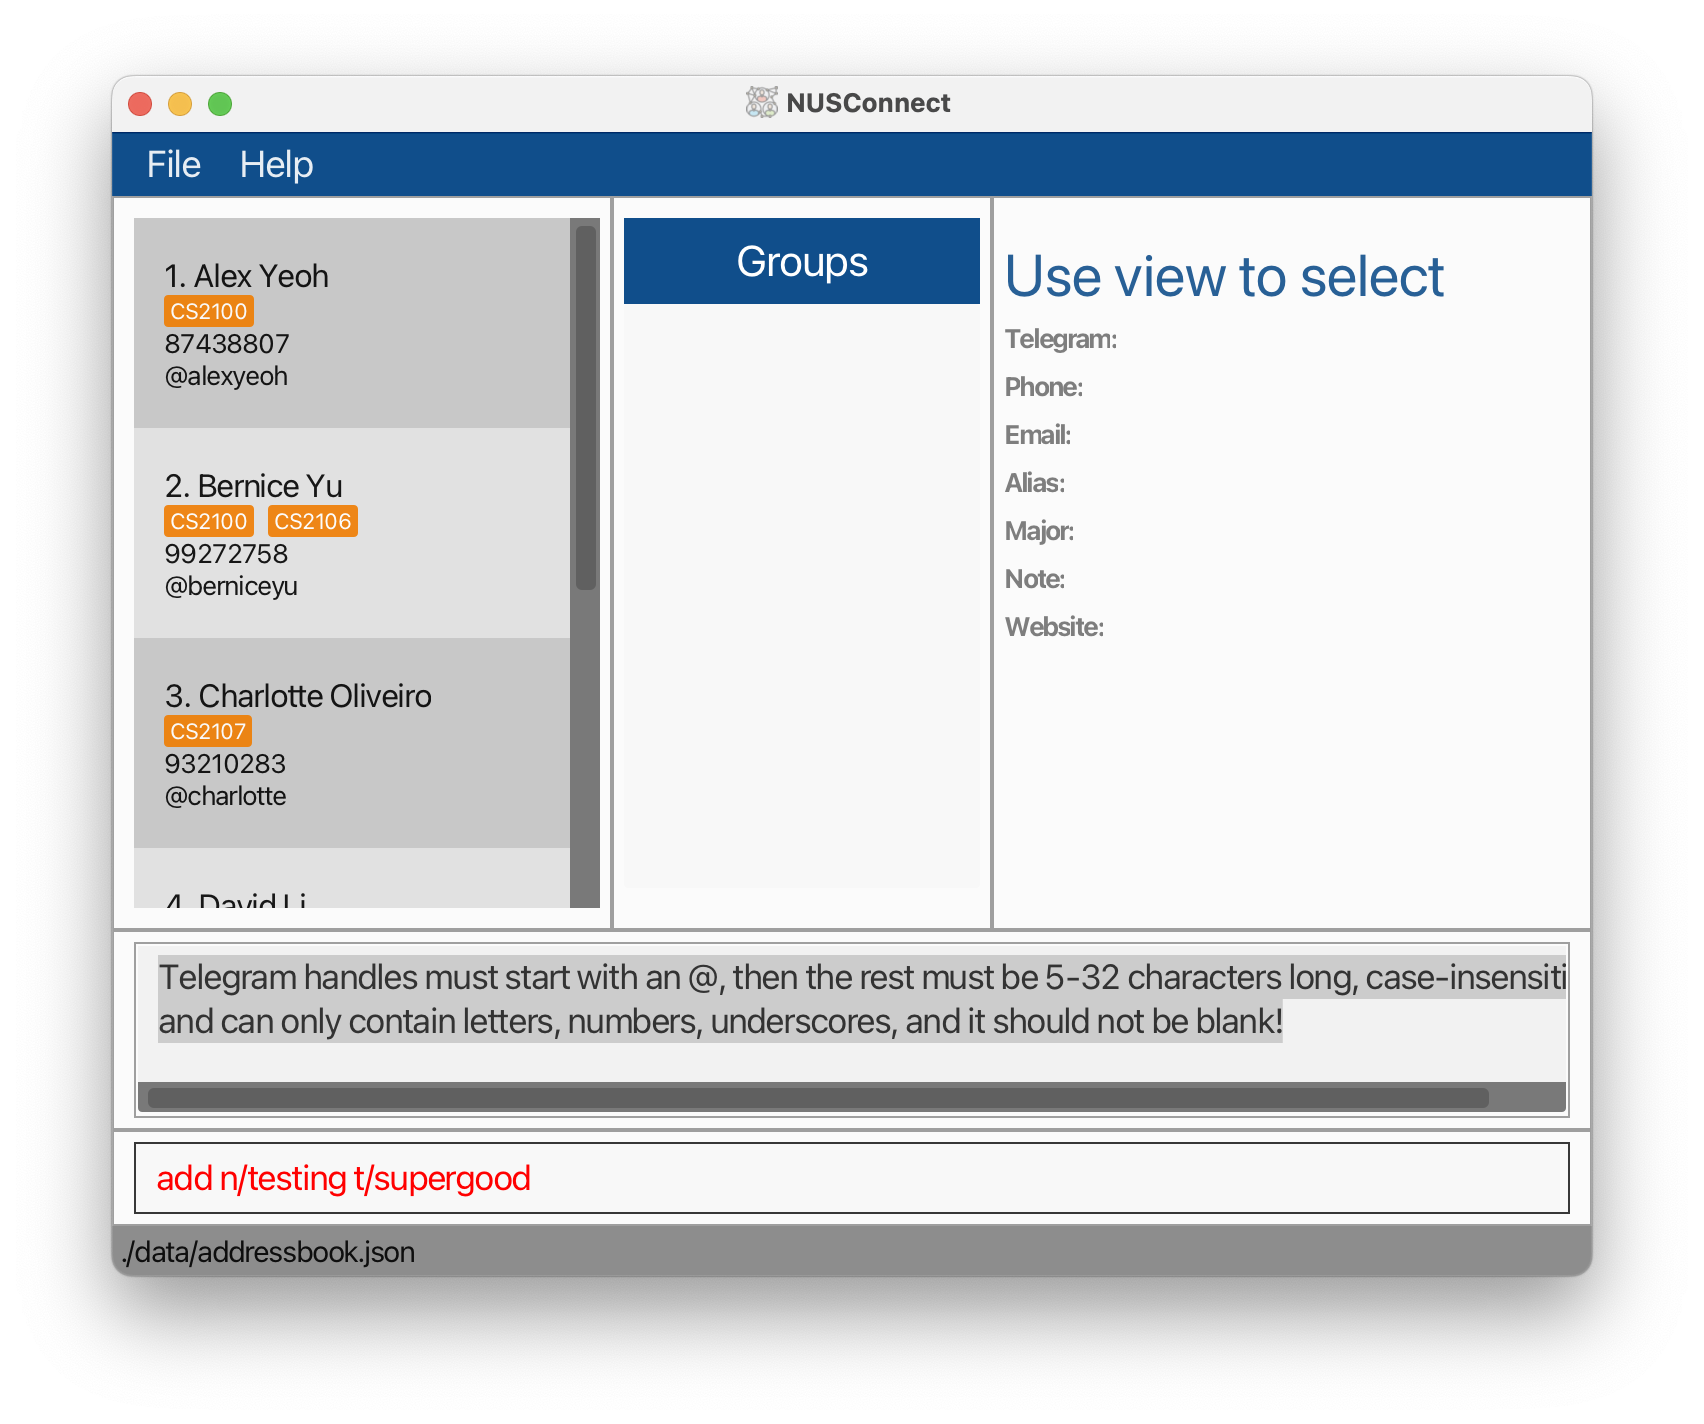 NUSConnect
File Help
1. Alex Yeoh
CS2100
87438807
@alexyeoh
2. Bernice Yu
CS2100 CS2106
99272758
@berniceyu
3. Charlotte Oliveiro
CS2107
93210283
@charlotte
4. David Li
Groups
Use view to select
Telegram:
Phone:
Email:
Alias:
Major:
Note:
Website:
Telegram handles must start with an @, then the rest must be 5-32 characters long, case-insensiti
and can only contain letters, numbers, underscores, and it should not be blank!
add n/testing t/supergood
./data/addressbook.json